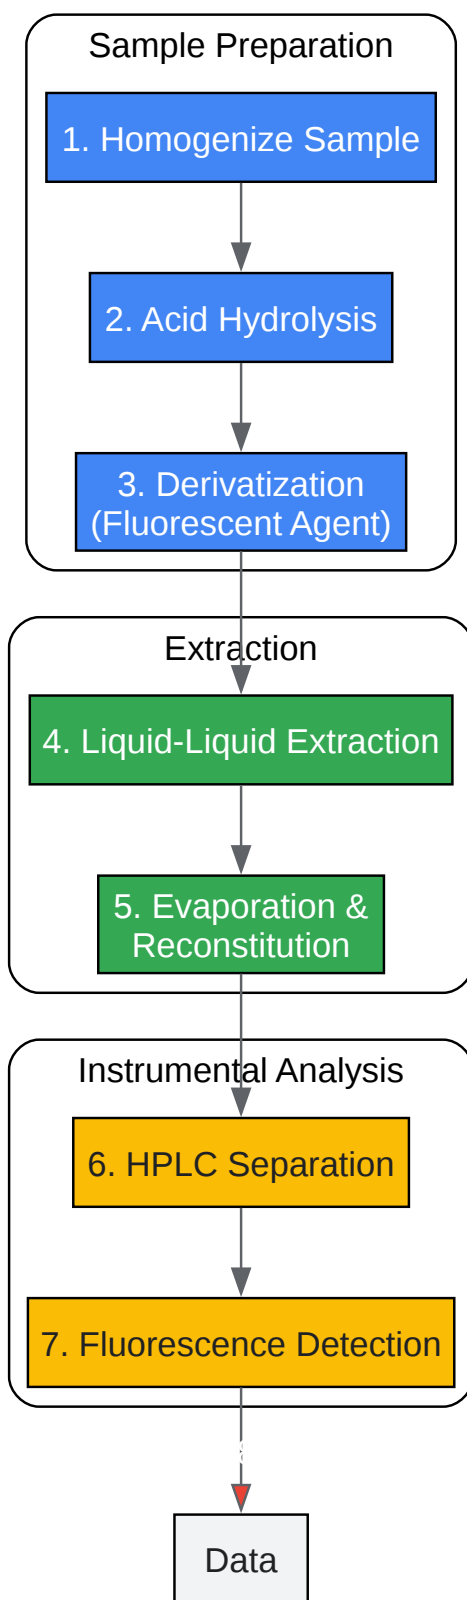 Sample Preparation
1. Homogenize Sample
2. Acid Hydrolysis
3. Derivatization
(Fluorescent Agent)
Extraction
4. Liquid-Liquid Extraction
5. Evaporation &
Reconstitution
Instrumental Analysis
6. HPLC Separation
7. Fluorescence Detection
Data